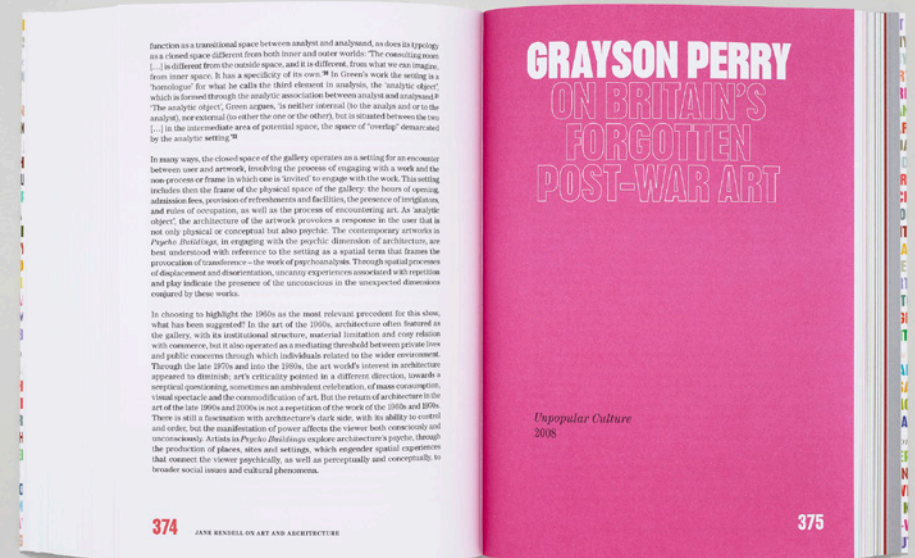 function as a transitional space between analyst and analysand, as does its typology
as a closed space different from both inner and outer worlds: 'The consulting room
[...] is different from the outside space, and it is different, from what we can imagine,
from inner space. It has a specificity of its own.' In Green's work the setting is a
'homologue' for what he calls the third element in analysis, the 'analytic object',
which is formed through the analytic association between analyst and analysand.
'The analytic object', Green argues, 'is neither internal (to the analys and or to the
analyst), nor external (to either the one or the other), but is situated between the two
[...] in the intermediate area of potential space, the space of "overlap" demarcated
by the analytic setting.'
In many ways, the closed space of the gallery operates as a setting for an encounter
between user and artwork, involving the process of engaging with a work and the
non-process or frame in which one is 'invited' to engage with the work. This setting
includes then the frame of the physical space of the gallery: the hours of opening,
admission fees, provision of refreshments and facilities, the presence of invigilators,
and rules of occupation, as well as the process of encountering art. As 'analytic
object', the architecture of the artwork provokes a response in the user that is
not only physical or conceptual but also psychic. The contemporary artworks in
Psycho Buildings, in engaging with the psychic dimension of architecture, are
best understood with reference to the setting as a spatial term that frames the
provocation of transference – the work of psychoanalysis. Through spatial processes
of displacement and disorientation, uncanny experiences associated with repetition
and play indicate the presence of the unconscious in the unexpected dimensions
conjured by these works.
In choosing to highlight the 1960s as the most relevant precedent for this show,
what has been suggested? In the art of the 1960s, architecture often featured as
the gallery, with its institutional structure, material limitation and cosy relation
with commerce, but it also operated as a mediating threshold between private lives
and public concerns through which individuals related to the wider environment.
Through the late 1970s and into the 1980s, the art world's interest in architecture
appeared to diminish; art's criticality pointed in a different direction, towards a
sceptical questioning, sometimes an ambivalent celebration, of mass consumption,
visual spectacle and the commodification of art. But the return of architecture in the
art of the late 1990s and 2000s is not a repetition of the work of the 1960s and 1970s.
There is still a fascination with architecture's dark side, with its ability to control
and order, but the manifestation of power affects the viewer both consciously and
unconsciously. Artists in Psycho Buildings explore architecture's psyche, through
the production of places, sites and settings, which engender spatial experiences
that connect the viewer psychically, as well as perceptually and conceptually, to
broader social issues and cultural phenomena.
374 JANE RENDELL ON ART AND ARCHITECTURE
GRAYSON PERRY
ON BRITAIN'S
FORGOTTEN
POST-WAR ART
Unpopular Culture
2008
375